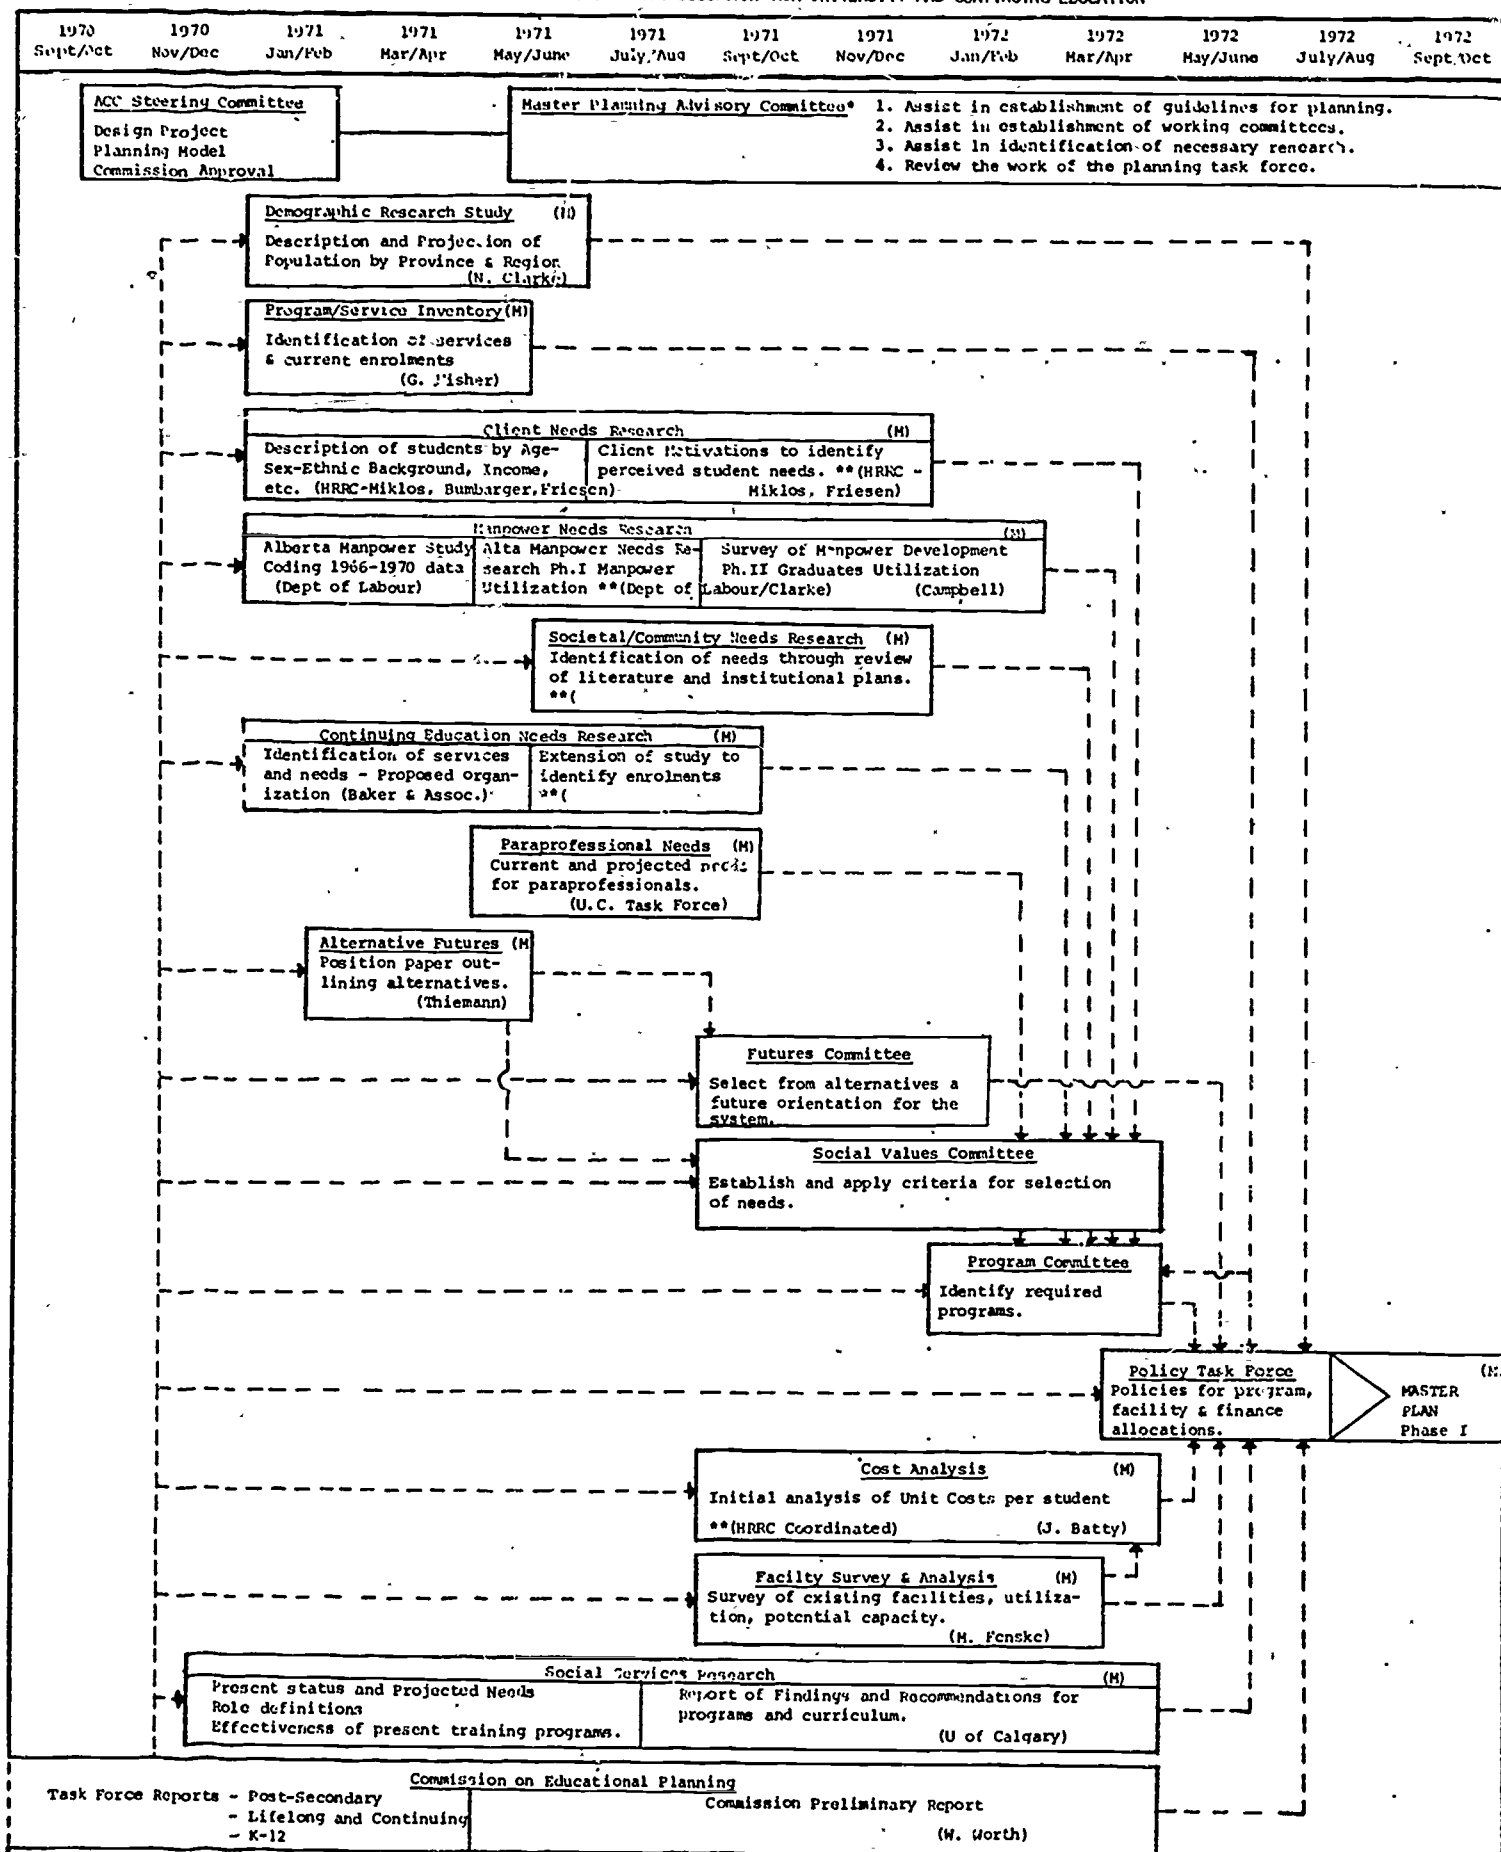 UNIVERSITY AND CONTINUING EDUCATION
1970 1970 1971 1971 1971 1971 1971 1971 1972 1972 1972 1972 1972
Sept/Oct Nov/Dec Jan/Feb Mar/Apr May/June July/Aug Sept/Oct Nov/Dec Jan/Feb Mar/Apr May/June July/Aug Sept/Oct
ACC Steering Committee
Design Project
Planning Model
Commission Approval
Master Planning Advisory Committee*
1. Assist in establishment of guidelines for planning.
2. Assist in establishment of working committees.
3. Assist in identification of necessary research.
4. Review the work of the planning task force.
Demographic Research Study
Description and Projection of
Population by Province & Region
(N. Clarke)
Program/Service Inventory (M)
Identification of services
& current enrolments
(G. Fisher)
Client Needs Research (M)
Description of students by Age-
Sex-Ethnic Background, Income,
etc. (HRRC-Miklos, Bumbarger, Friesen)
Client Motivations to identify
perceived student needs. **(HRRC -
Miklos, Friesen)
Manpower Needs Research (M)
Alberta Manpower Study
Coding 1966-1970 data
(Dept of Labour)
Alta Manpower Needs Re-
search Ph.I Manpower
Utilization **(Dept of Labour/Clarke)
Survey of Manpower Development
Ph.II Graduates Utilization
(Campbell)
Societal/Community Needs Research (M)
Identification of needs through review
of literature and institutional plans.
**(
Continuing Education Needs Research (M)
Identification of services
and needs - Proposed organ-
ization (Baker & Assoc.)
Extension of study to
identify enrolments
**(
Paraprofessional Needs (M)
Current and projected needs
for paraprofessionals.
(U.C. Task Force)
Alternative Futures (M
Position paper out-
lining alternatives.
(Thiemann)
Futures Committee
Select from alternatives a
future orientation for the
system.
Social Values Committee
Establish and apply criteria for selection
of needs.
Program Committee
Identify required
programs.
Policy Task Force
Policies for program,
facility & finance
allocations.
MASTER
PLAN
Phase I
Cost Analysis (M)
Initial analysis of Unit Costs per student
**(HRRC Coordinated) (J. Batty)
Facilty Survey & Analysis (M)
Survey of existing facilities, utiliza-
tion, potential capacity.
(M. Fenske)
Social Services Research (M)
Present status and Projected Needs
Role definitions
Effectiveness of present training programs.
Report of Findings and Recommendations for
programs and curriculum.
(U of Calgary)
Commission on Educational Planning
Task Force Reports - Post-Secondary
- Lifelong and Continuing
- K-12
Commission Preliminary Report
(W. Worth)